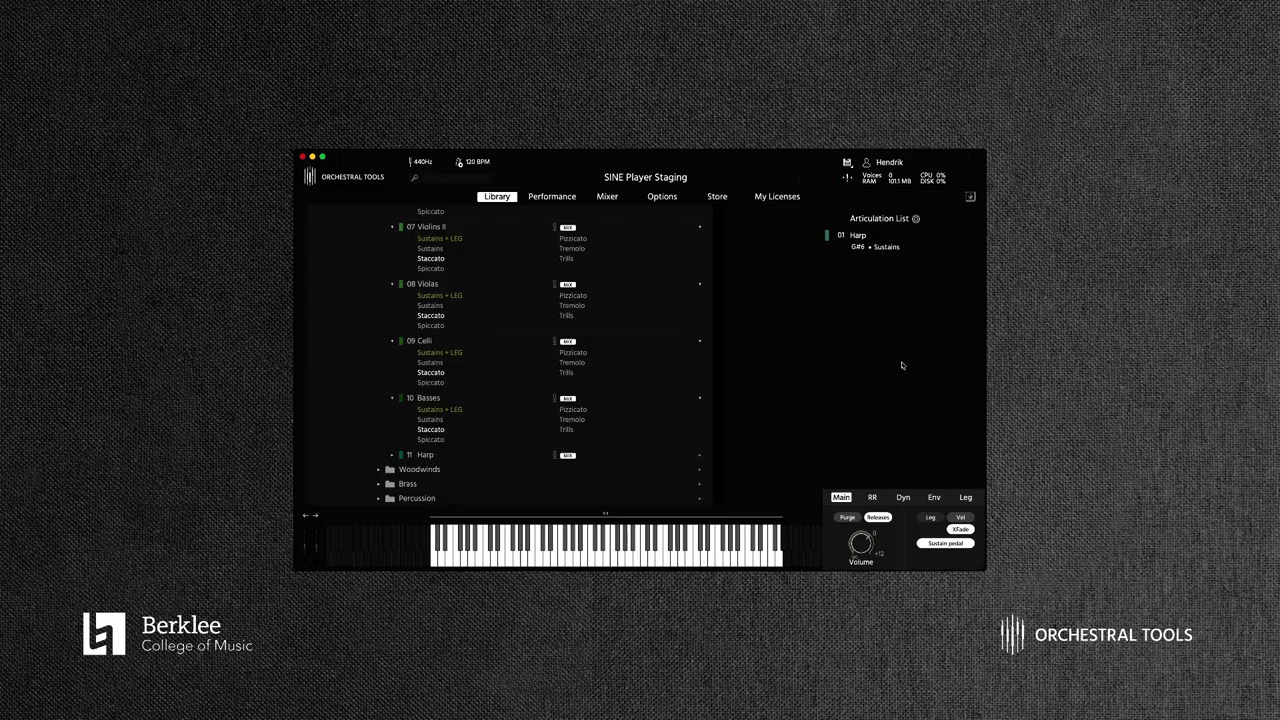 440Hz
120 BPM
Hendrik
ORCHESTRAL TOOLS
SINE Player Staging
Voices 0 CPU 0%
RAM 101.1 MB DISK 0%
Library Performance Mixer Options Store My Licenses
Spiccato
07 Violins II MIX
Sustains + LEG Pizzicato
Sustains Tremolo
Staccato Trills
Spiccato
08 Violas MIX
Sustains + LEG Pizzicato
Sustains Tremolo
Staccato Trills
Spiccato
09 Celli MIX
Sustains + LEG Pizzicato
Sustains Tremolo
Staccato Trills
Spiccato
10 Basses MIX
Sustains + LEG Pizzicato
Sustains Tremolo
Staccato Trills
Spiccato
11 Harp MIX
Woodwinds
Brass
Percussion
Articulation List
01 Harp
G#6 Sustains
Main RR Dyn Env Leg
Purge Releases Leg Vel
XFade
Sustain pedal
0
+12
Volume
Berklee
College of Music
ORCHESTRAL TOOLS